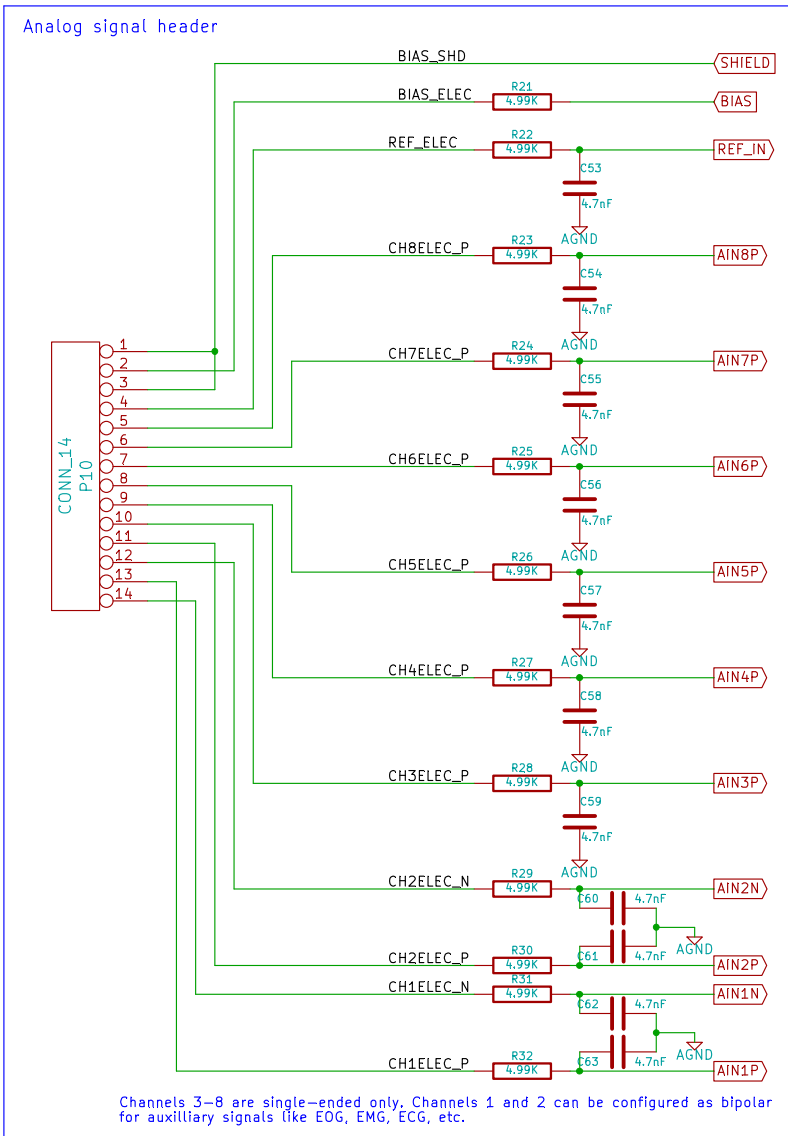 Analog signal header
BIAS_SHD
SHIELD
BIAS_ELEC
R21
4.99K
BIAS
REF_ELEC
R22
4.99K
REF_IN
C53
4.7nF
AGND
CH8ELEC_P
R23
4.99K
AIN8P
C54
4.7nF
AGND
CH7ELEC_P
R24
4.99K
AIN7P
C55
4.7nF
AGND
CH6ELEC_P
R25
4.99K
AIN6P
C56
4.7nF
AGND
CH5ELEC_P
R26
4.99K
AIN5P
C57
4.7nF
AGND
CH4ELEC_P
R27
4.99K
AIN4P
C58
4.7nF
AGND
CH3ELEC_P
R28
4.99K
AIN3P
C59
4.7nF
AGND
CH2ELEC_N
R29
4.99K
AIN2N
C60
4.7nF
AGND
C61
4.7nF
CH2ELEC_P
R30
4.99K
AIN2P
CH1ELEC_N
R31
4.99K
AIN1N
C62
4.7nF
AGND
C63
4.7nF
CH1ELEC_P
R32
4.99K
AIN1P
CONN_14
P10
1
2
3
4
5
6
7
8
9
10
11
12
13
14
Channels 3-8 are single-ended only. Channels 1 and 2 can be configured as bipolar
for auxilliary signals like EOG, EMG, ECG, etc.